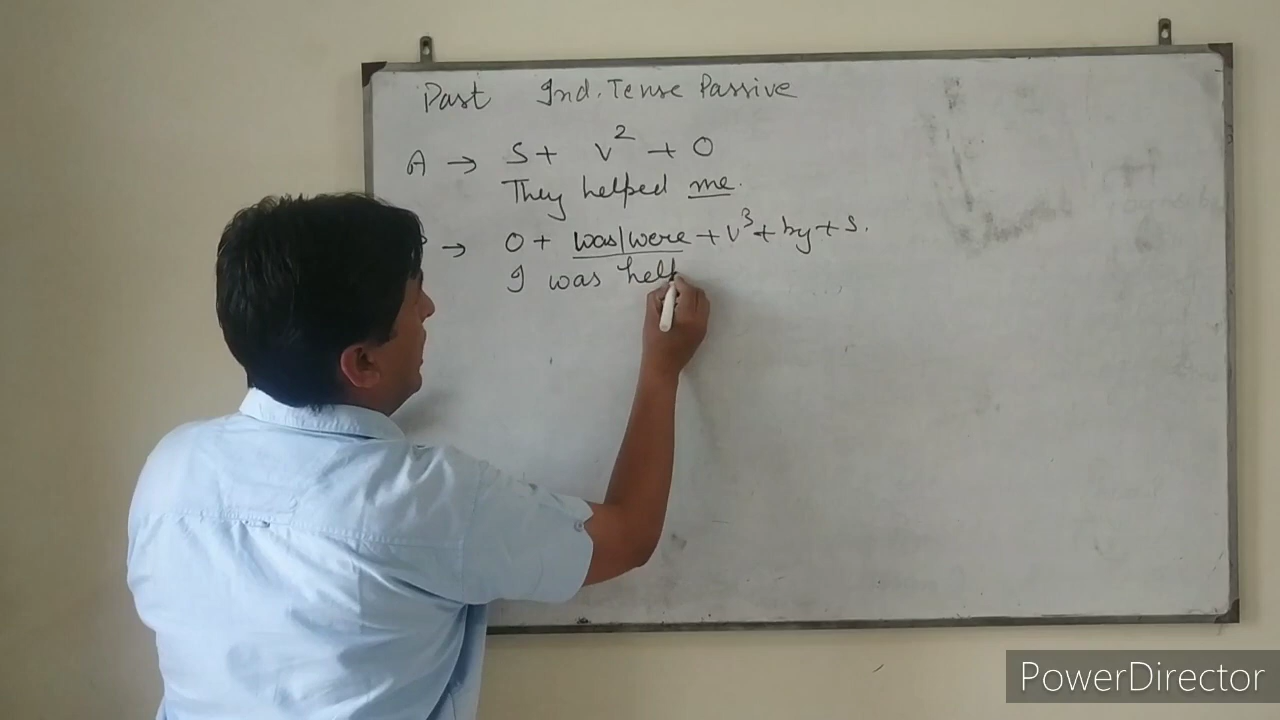 Past Ind. Tense Passive
A → S + V² + O
They helped me.
→ O + was/were + V³ + by + S.
I was help
PowerDirector